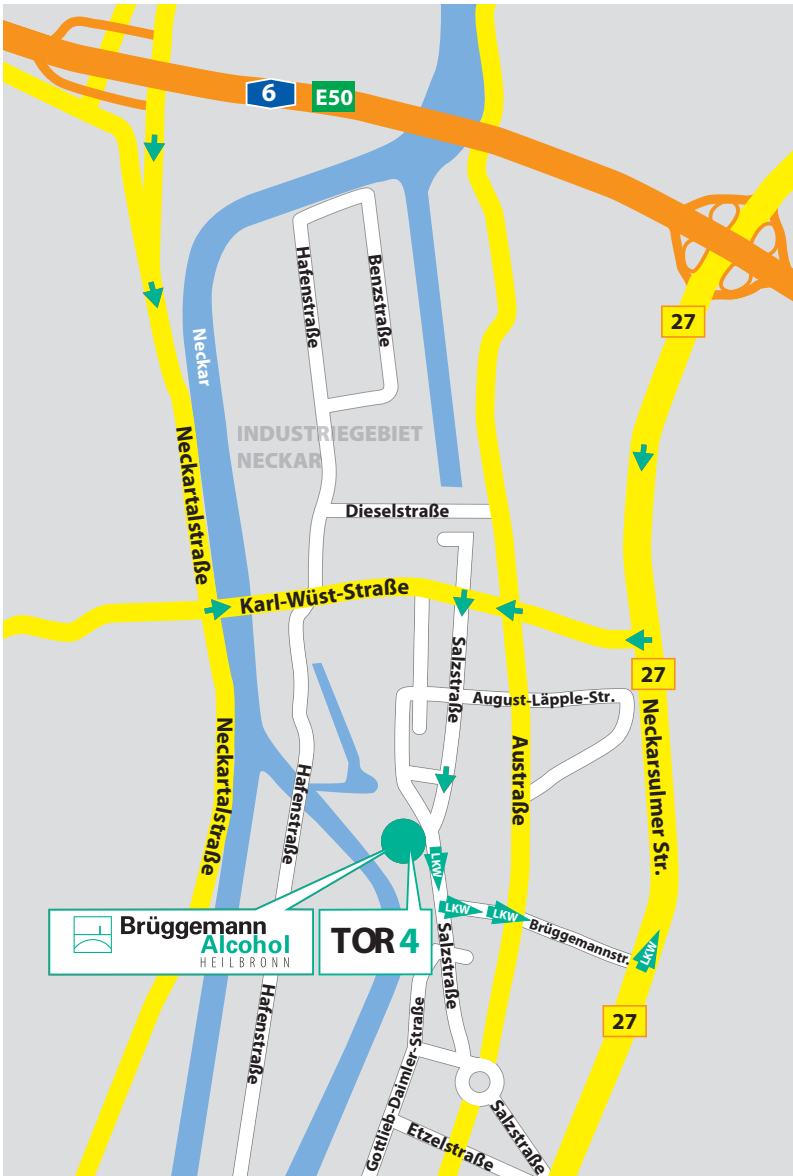 6
E50
Hafenstraße
Benzstraße
27
Neckar
INDUSTRIEGEBIET
NECKAR
Neckartalstraße
Dieselstraße
Karl-Wüst-Straße
Salzstraße
27
August-Läpple-Str.
Neckarsulmer Str.
Neckartalstraße
Austraße
Hafenstraße
LKW
LKW
LKW
Brüggemann
Alcohol
HEILBRONN
TOR 4
Brüggemannstr.
LKW
Salzstraße
Hafenstraße
27
Gottlieb-Daimler-Straße
Salzstraße
Etzelstraße